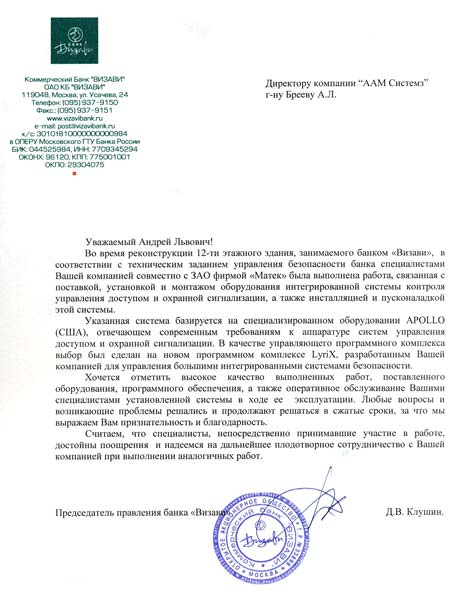 БАНК
Визави
Коммерческий Банк "ВИЗАВИ"
ОАО КБ "ВИЗАВИ"
119048, Москва, ул. Усачева, 24
Телефон: (095) 937-9150
Факс.: (095) 937-9151
www.vizavibank.ru
e-mail: post@vizavibank.ru
к/с: 30101810000000000984
в ОПЕРУ Московского ГТУ Банка России
БИК: 044525984, ИНН: 7709345294
ОКОНХ: 96120, КПП: 775001001
ОКПО: 29304075
Директору компании “ААМ Системз”
г-ну Брееву А.Л.
Уважаемый Андрей Львович!
Во время реконструкции 12-ти этажного здания, занимаемого банком «Визави», в
соответствии с техническим заданием управления безопасности банка специалистами
Вашей компанией совместно с ЗАО фирмой «Матек» была выполнена работа, связанная с
поставкой, установкой и монтажом оборудования интегрированной системы контроля
управления доступом и охранной сигнализации, а также инсталляцией и пусконаладкой
этой системы.
Указанная система базируется на специализированном оборудовании APOLLO
(США), отвечающем современным требованиям к аппаратуре систем управления
доступом и охранной сигнализации. В качестве управляющего программного комплекса
выбор был сделан на новом программном комплексе LyriX, разработанным Вашей
компанией для управления большими интегрированными системами безопасности.
Хочется отметить высокое качество выполненных работ, поставленного
оборудования, программного обеспечения, а также оперативное обслуживание Вашими
специалистами установленной системы в ходе ее эксплуатации. Любые вопросы и
возникающие проблемы решались и продолжают решаться в сжатые сроки, за что мы
выражаем Вам признательность и благодарность.
Считаем, что специалисты, непосредственно принимавшие участие в работе,
достойны поощрения и надеемся на дальнейшее плодотворное сотрудничество с Вашей
компанией при выполнении аналогичных работ.
Председатель правления банка «Визави» Д.В. Клушин.
ОТКРЫТОЕ АКЦИОНЕРНОЕ ОБЩЕСТВО
Коммерческий Банк ВИЗАВИ
Визави
МОСКВА